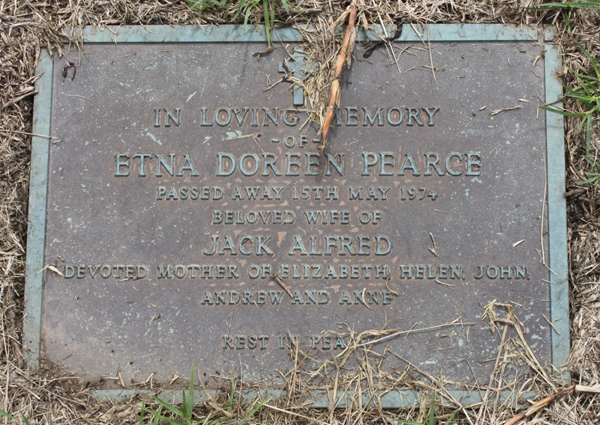 IN LOVING MEMORY
- OF -
ETNA DOREEN PEARCE
PASSED AWAY 15TH MAY 1974
BELOVED WIFE OF
JACK ALFRED
DEVOTED MOTHER OF ELIZABETH, HELEN, JOHN,
ANDREW AND ANNE
REST IN PEA